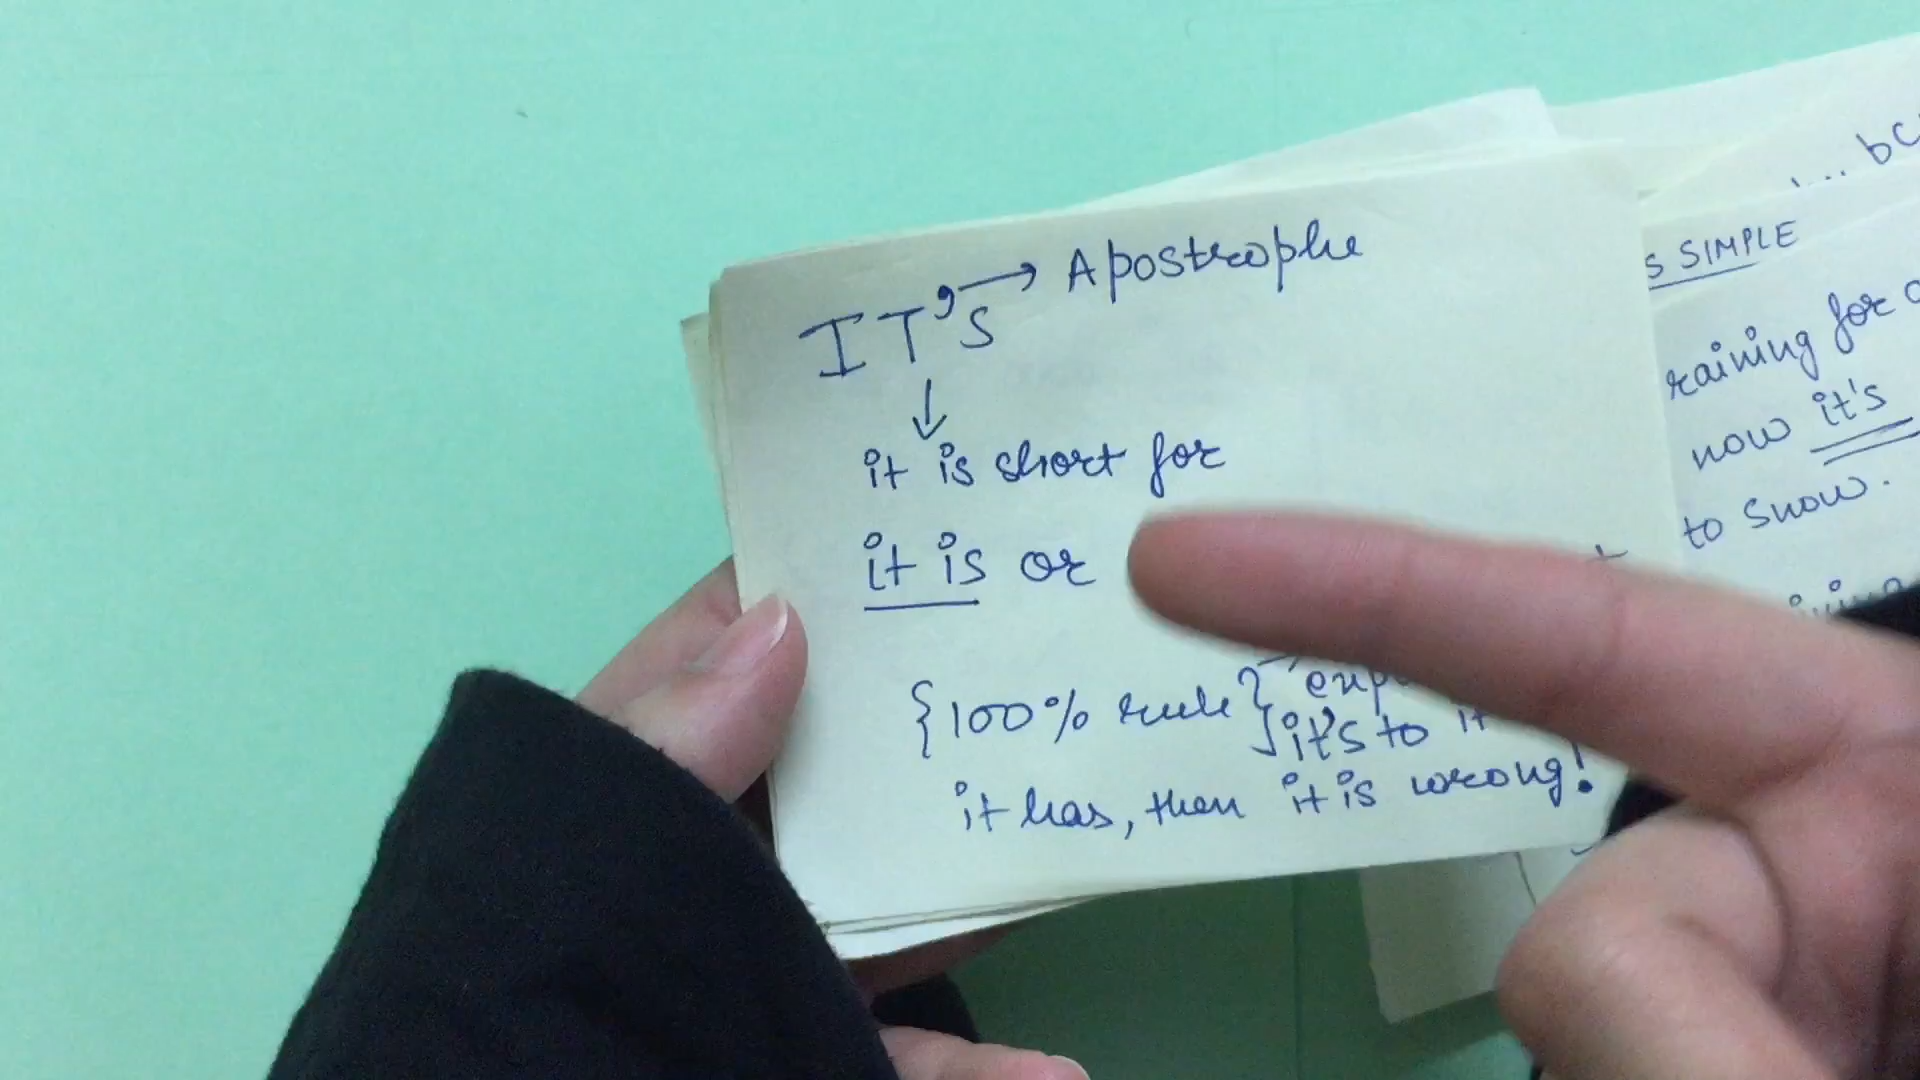 IT's → Apostrophe
it is short for
it is or
{100% rule}
it's to
it has, then it is wrong!
S SIMPLE
raining for
now it's
to snow.